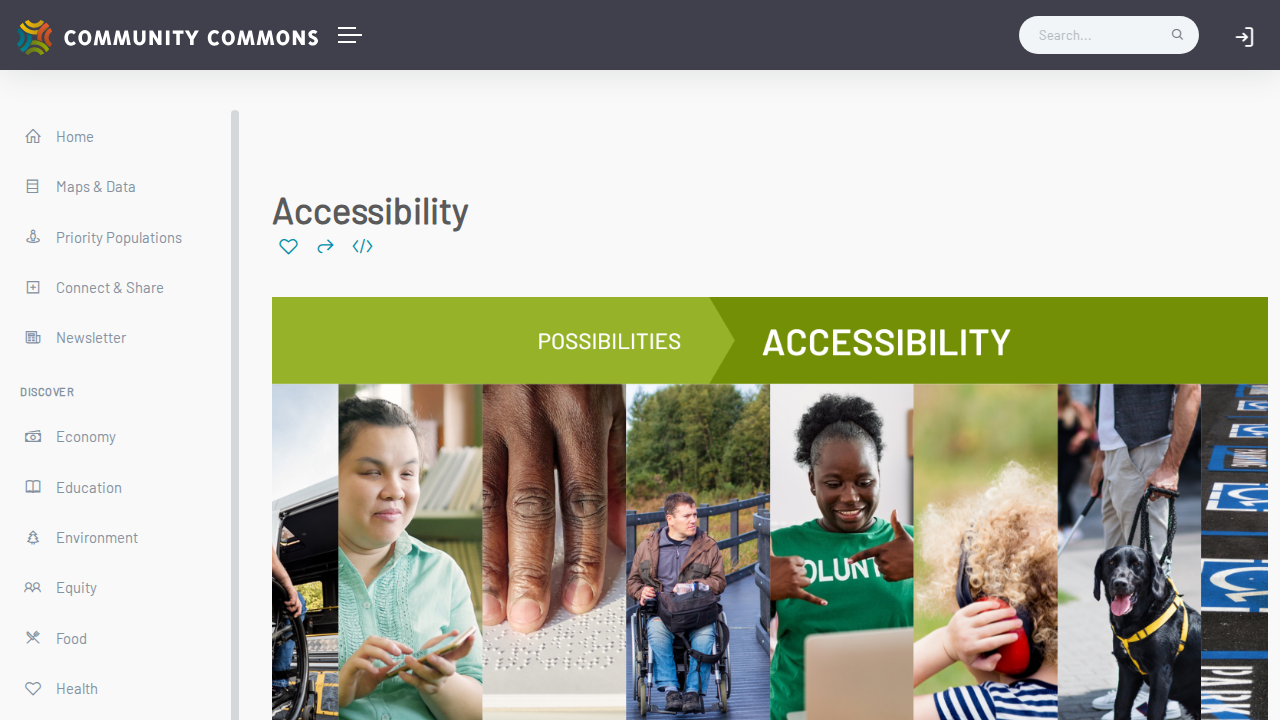 COMMUNITY COMMONS
Search...
Home
Maps & Data
Priority Populations
Connect & Share
Newsletter
DISCOVER
Economy
Education
Environment
Equity
Food
Health
Accessibility
POSSIBILITIES
ACCESSIBILITY
VOLUNT